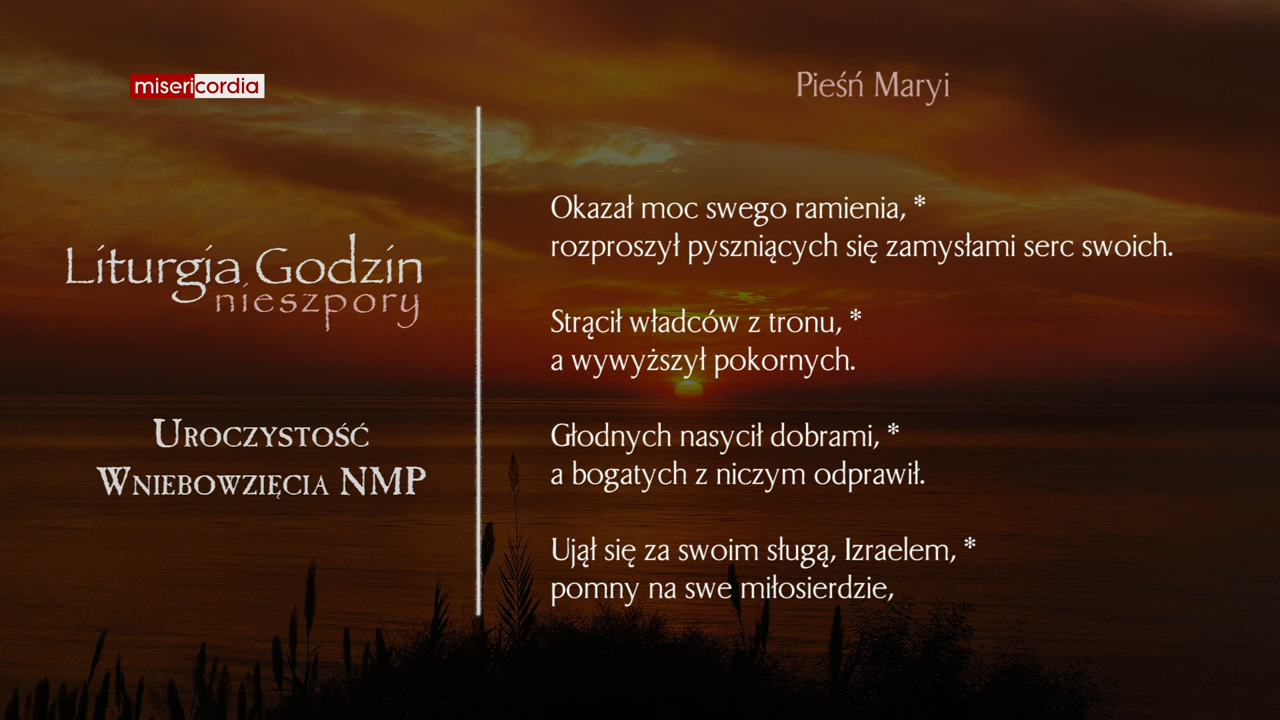 misericordia
Liturgia Godzin
nieszpory
Uroczystość
Wniebowzięcia NMP
Pieśń Maryi
Okazał moc swego ramienia, *
rozproszył pyszniących się zamysłami serc swoich.
Strącił władców z tronu, *
a wywyższył pokornych.
Głodnych nasycił dobrami, *
a bogatych z niczym odprawił.
Ujął się za swoim sługą, Izraelem, *
pomny na swe miłosierdzie,